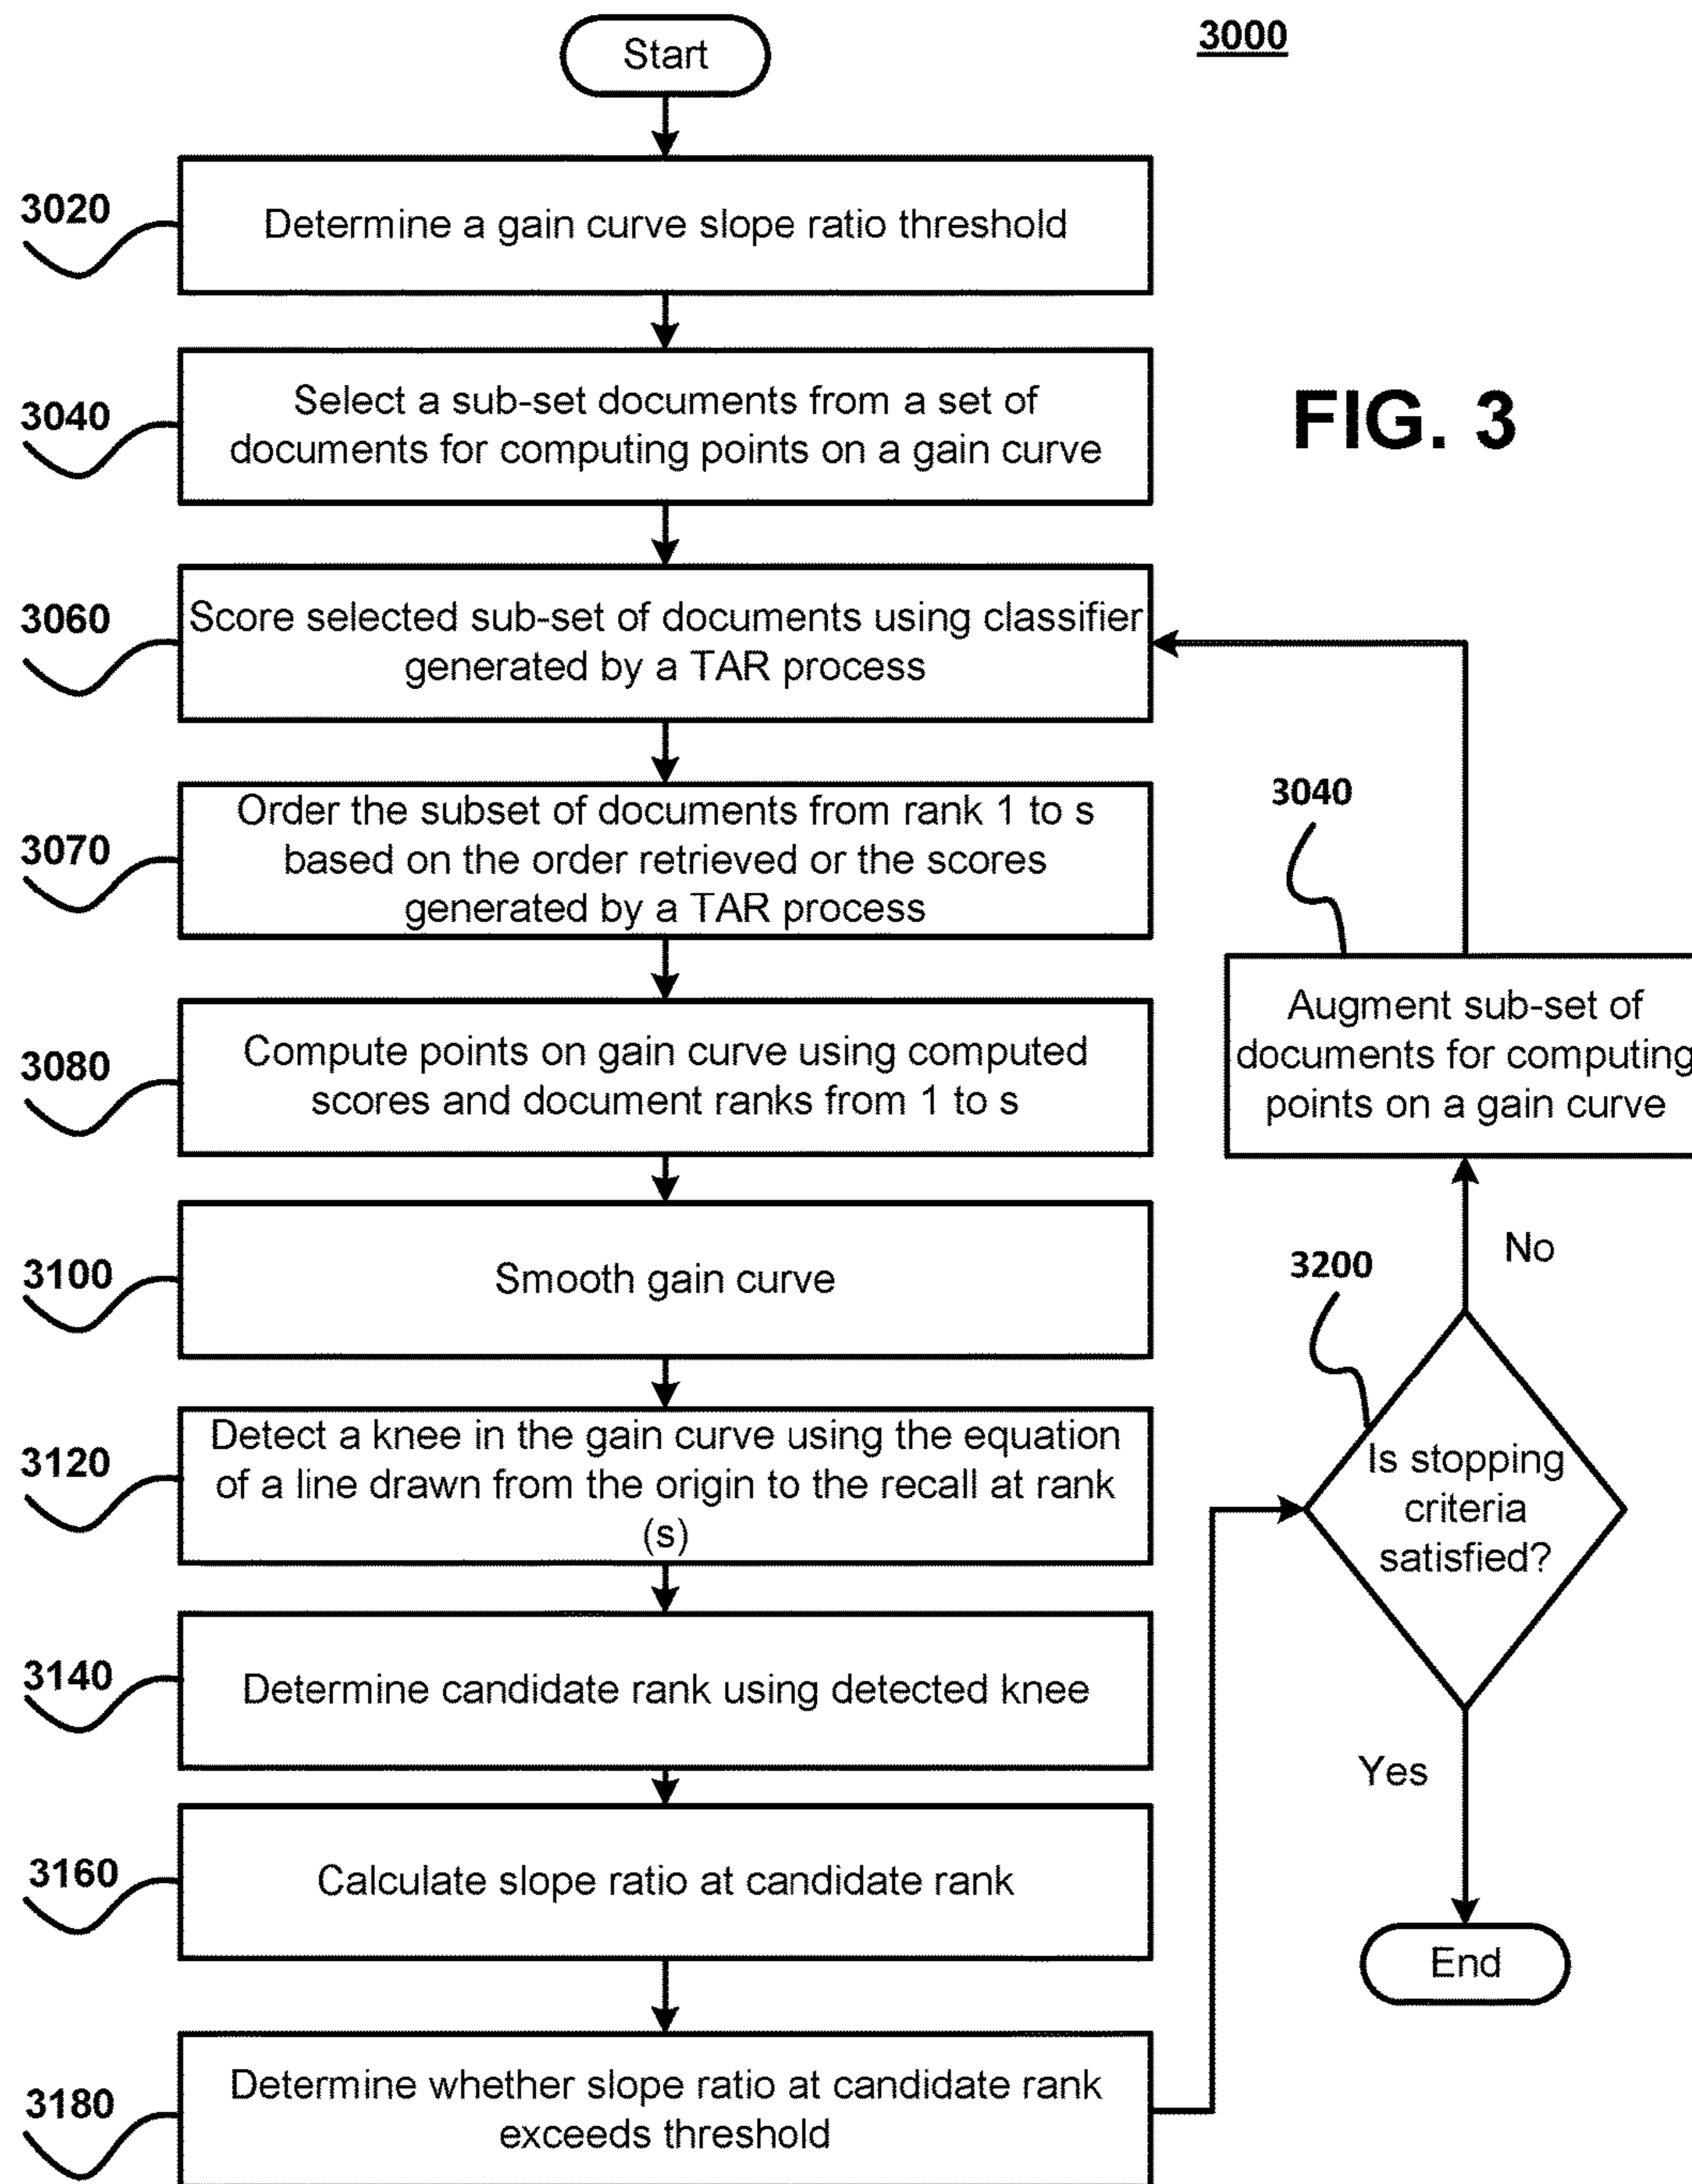 Start
3000
3020
Determine a gain curve slope ratio threshold
3040
Select a sub-set documents from a set of
documents for computing points on a gain curve
FIG. 3
3060
Score selected sub-set of documents using classifier
generated by a TAR process
3070
Order the subset of documents from rank 1 to s
based on the order retrieved or the scores
generated by a TAR process
3080
Compute points on gain curve using computed
scores and document ranks from 1 to s
3100
Smooth gain curve
3120
Detect a knee in the gain curve using the equation
of a line drawn from the origin to the recall at rank
(s)
3140
Determine candidate rank using detected knee
3160
Calculate slope ratio at candidate rank
3180
Determine whether slope ratio at candidate rank
exceeds threshold
3200
Is stopping
criteria
satisfied?
No
3040
Augment sub-set of
documents for computing
points on a gain curve
Yes
End